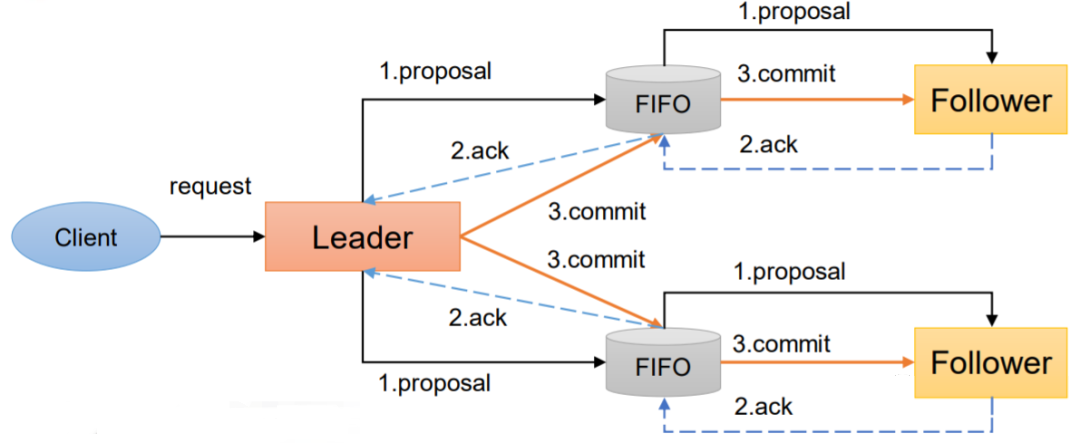 1.proposal
1.proposal
3.commit
FIFO
Follower
2.ack
2.ack
request
3.commit
Client
Leader
3.commit
1.proposal
2.ack
3.commit
FIFO
Follower
1.proposal
2.ack